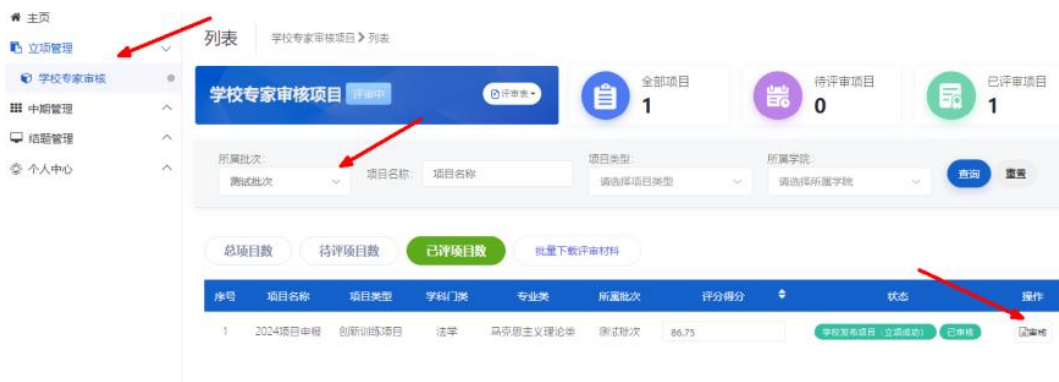 主页
立项管理
学校专家审核
中期管理
结题管理
个人中心
列表 学校专家审核项目 > 列表
学校专家审核项目 评审中 评审表
全部项目
1
待评审项目
0
已评审项目
1
所属批次:
测试批次
项目名称: 项目名称
项目类型:
请选择项目类型
所属学院:
请选择所属学院
查询 重置
总项目数 待评项目数 已评项目数 批量下载评审材料
序号 项目名称 项目类型 学科门类 专业类 所属批次 评分得分 状态 操作
1 2024项目申报 创新训练项目 法学 马克思主义理论类 测试批次 86.75 学校发布项目(立项成功) 已审核 审核